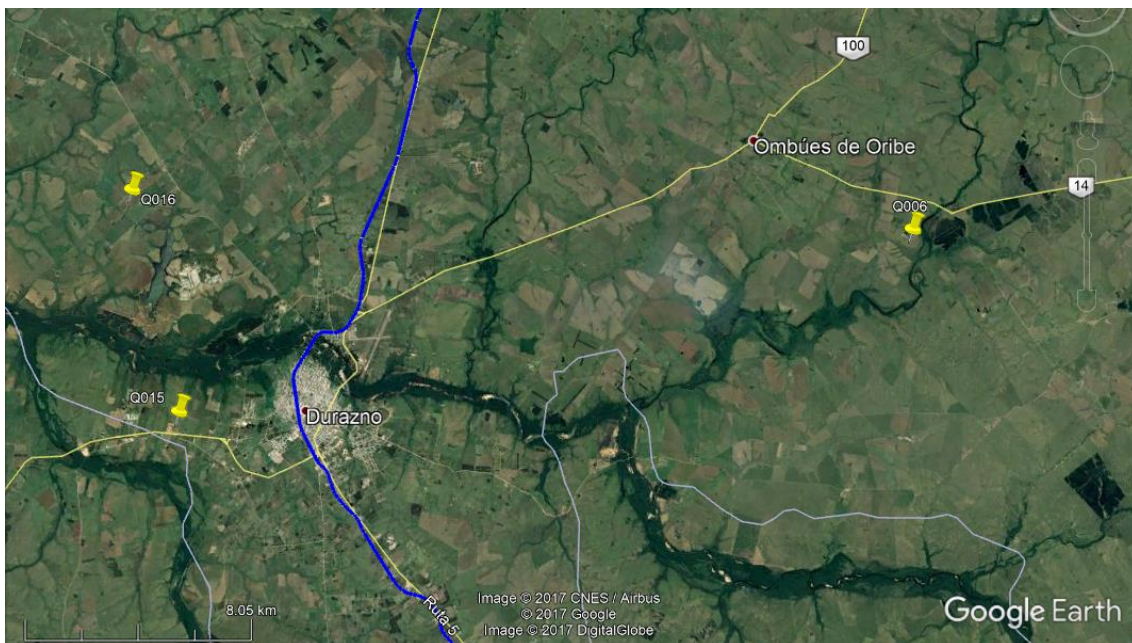 100
Ombúes de Oribe
14
Q016
Q006
Q015
Durazno
Ruta 5
8.05 km
Image © 2017 CNES / Airbus
© 2017 Google
Image © 2017 DigitalGlobe
Google Earth